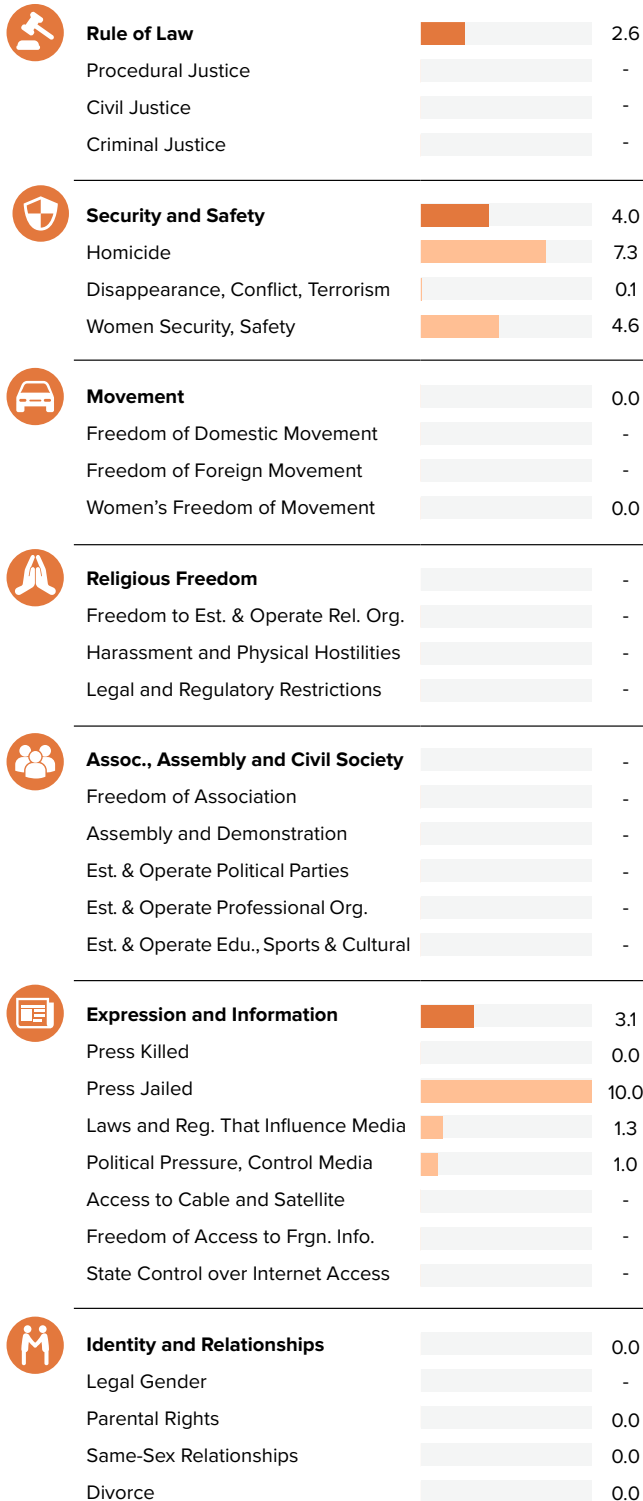 Rule of Law 2.6
Procedural Justice -
Civil Justice -
Criminal Justice -
Security and Safety 4.0
Homicide 7.3
Disappearance, Conflict, Terrorism 0.1
Women Security, Safety 4.6
Movement 0.0
Freedom of Domestic Movement -
Freedom of Foreign Movement -
Women’s Freedom of Movement 0.0
Religious Freedom -
Freedom to Est. & Operate Rel. Org. -
Harassment and Physical Hostilities -
Legal and Regulatory Restrictions -
Assoc., Assembly and Civil Society -
Freedom of Association -
Assembly and Demonstration -
Est. & Operate Political Parties -
Est. & Operate Professional Org. -
Est. & Operate Edu., Sports & Cultural -
Expression and Information 3.1
Press Killed 0.0
Press Jailed 10.0
Laws and Reg. That Influence Media 1.3
Political Pressure, Control Media 1.0
Access to Cable and Satellite -
Freedom of Access to Frgn. Info. -
State Control over Internet Access -
Identity and Relationships 0.0
Legal Gender -
Parental Rights 0.0
Same-Sex Relationships 0.0
Divorce 0.0